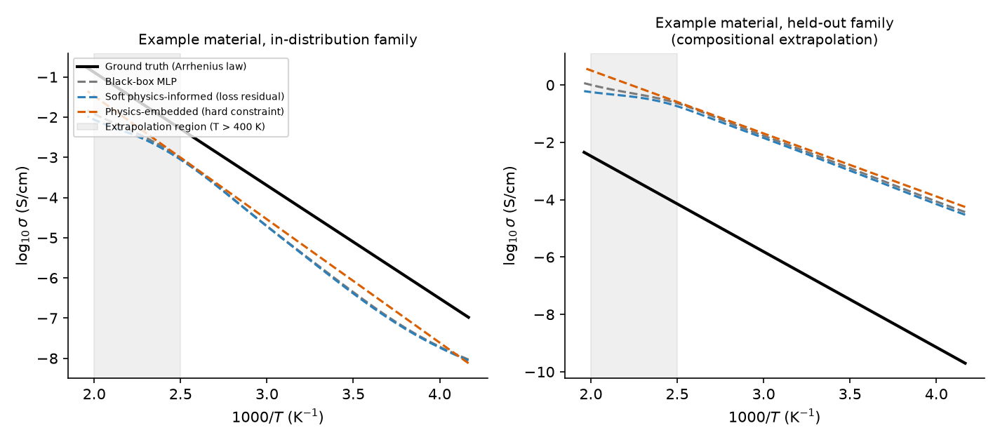 Example material, in-distribution family
Ground truth (Arrhenius law)
Black-box MLP
Soft physics-informed (loss residual)
Physics-embedded (hard constraint)
Extrapolation region (T > 400 K)
−1
−2
−3
−4
−5
−6
−7
−8
log₁₀ σ (S/cm)
2.0 2.5 3.0 3.5 4.0
1000/T (K⁻¹)
Example material, held-out family
(compositional extrapolation)
0
−2
−4
−6
−8
−10
log₁₀ σ (S/cm)
2.0 2.5 3.0 3.5 4.0
1000/T (K⁻¹)